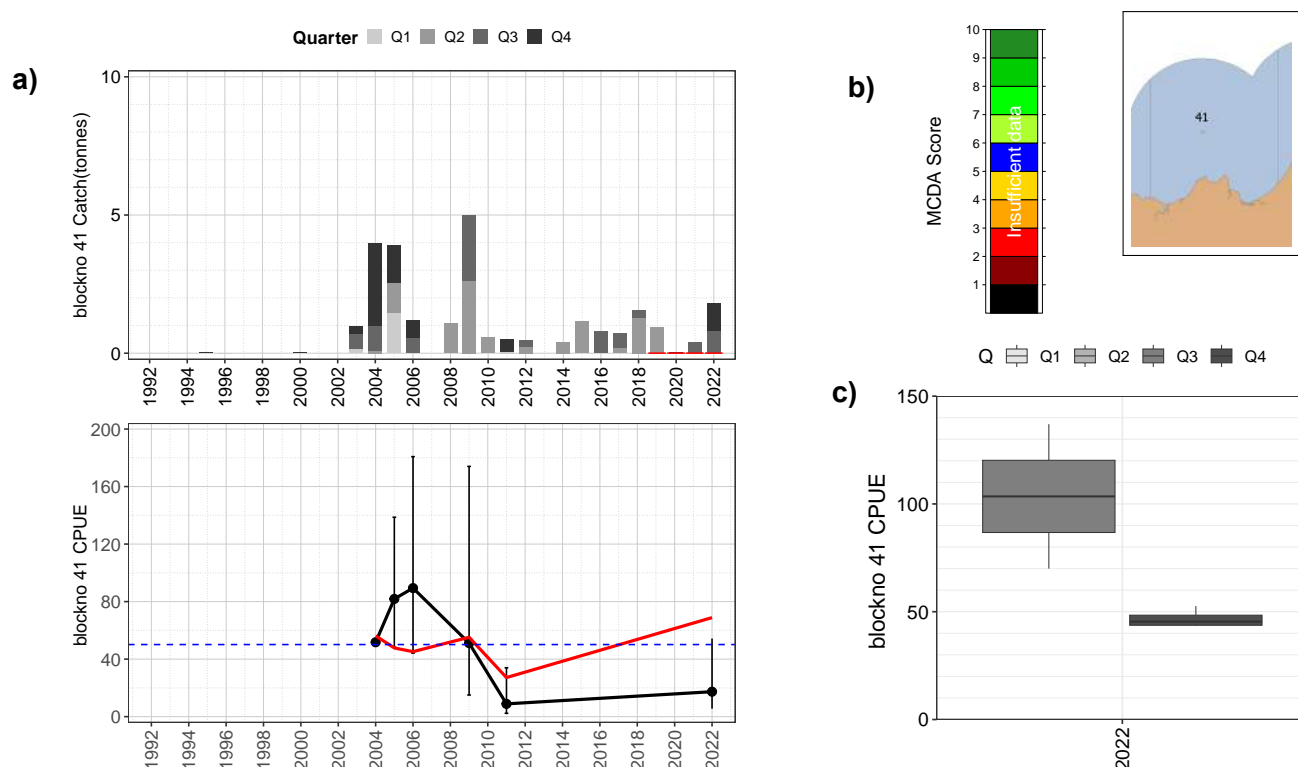 Quarter Q1 Q2 Q3 Q4
a)
blockno 41 Catch(tonnes)
10
5
0
1992 1994 1996 1998 2000 2002 2004 2006 2008 2010 2012 2014 2016 2018 2020 2022
blockno 41 CPUE
200
160
120
80
40
0
1992 1994 1996 1998 2000 2002 2004 2006 2008 2010 2012 2014 2016 2018 2020 2022
b)
MCDA Score
10
9
8
7
6
5
4
3
2
1
Insufficient data
41
Q Q1 Q2 Q3 Q4
c)
blockno 41 CPUE
150
100
50
0
2022